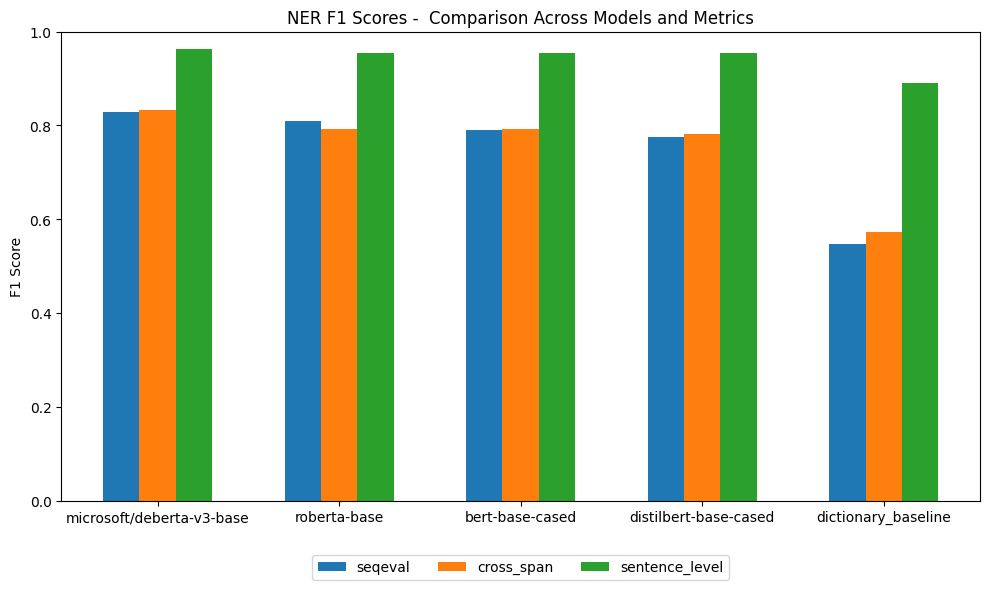 NER F1 Scores -  Comparison Across Models and Metrics
F1 Score
1.0
0.8
0.6
0.4
0.2
0.0
microsoft/deberta-v3-base roberta-base bert-base-cased distilbert-base-cased dictionary_baseline
seqeval cross_span sentence_level